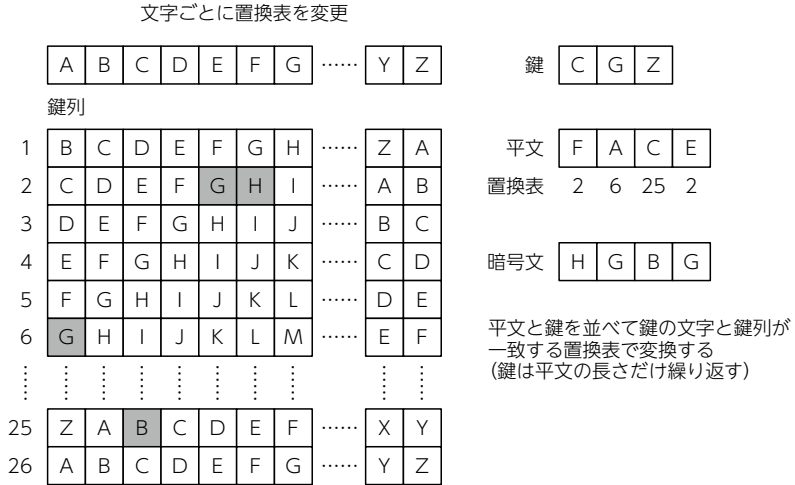 文字ごとに置換表を変更
A B C D E F G …… Y Z
鍵列
1 B C D E F G H …… Z A
2 C D E F G H I …… A B
3 D E F G H I J …… B C
4 E F G H I J K …… C D
5 F G H I J K L …… D E
6 G H I J K L M …… E F
25 Z A B C D E F …… X Y
26 A B C D E F G …… Y Z
鍵 C G Z
平文 F A C E
置換表 2 6 25 2
暗号文 H G B G
平文と鍵を並べて鍵の文字と鍵列が
一致する置換表で変換する
(鍵は平文の長さだけ繰り返す)